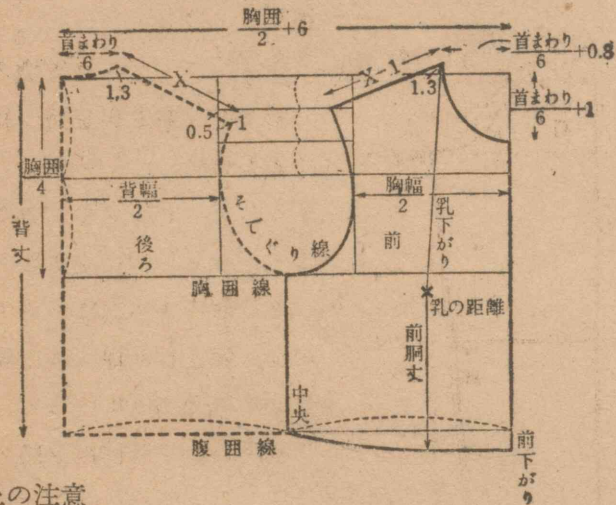 胸囲/2+6
首まわり/6
X
X-1
首まわり/6+0.8
1.3
1,3
首まわり/6+1
0.5
1
胸囲/4
背丈
背幅/2
胸幅/2
後ろ
そでぐり線
前
乳下がり
胸囲線
乳の距離
前胴丈
中央
腹囲線
前下がり
の注意